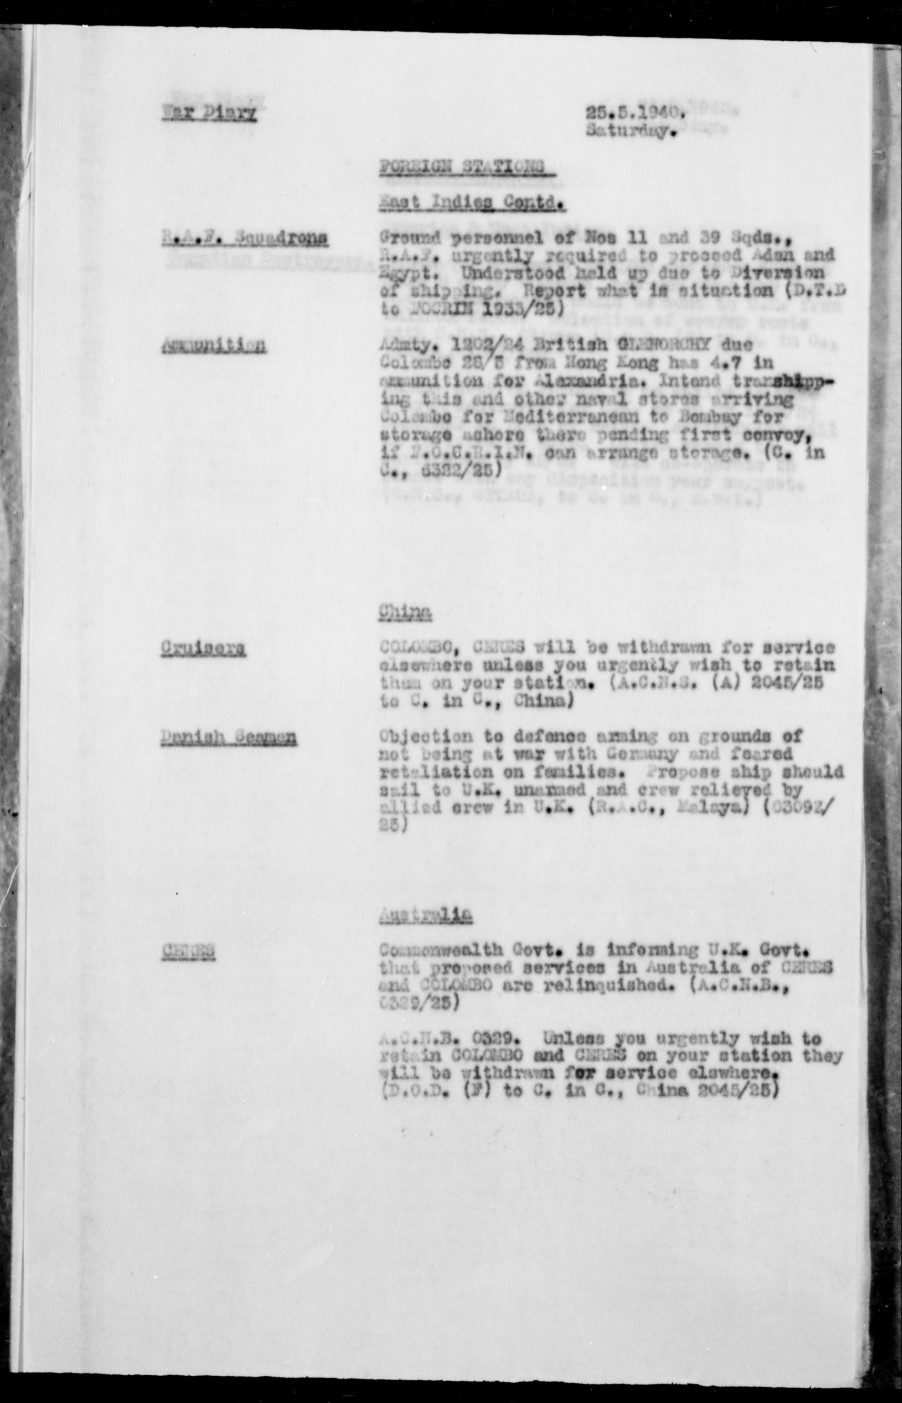 War Diary
25.5.1940.
Saturday.
FOREIGN STATIONS
East Indies Contd.
R.A.F. Squadrons
Ground personnel of Nos 11 and 39 Sqds.,
R.A.F. urgently required to proceed Aden and
Egypt. Understood held up due to Diversion
of shipping. Report what is situation (D.T.D
to FOCRIN 1933/25)
Ammunition
Admty. 1202/24 British GLENORCHY due
Colombo 28/5 from Hong Kong has 4.7 in
ammunition for Alexandria. Intend transhipp-
ing this and other naval stores arriving
Colombo for Mediterranean to Bombay for
storage ashore there pending first convoy,
if F.O.C.R.I.N. can arrange storage. (C. in
C., 0322/25)
China
Cruisers
COLOMBO, CERES will be withdrawn for service
elsewhere unless you urgently wish to retain
them on your station. (A.C.N.S. (A) 2045/25
to C. in C., China)
Danish Seamen
Objection to defence arming on grounds of
not being at war with Germany and feared
retaliation on families. Propose ship should
sail to U.K. unarmed and crew relieved by
allied crew in U.K. (R.A.C., Malaya) (0309Z/
25)
Australia
CERES
Commonwealth Govt. is informing U.K. Govt.
that proposed services in Australia of CERES
and COLOMBO are relinquished. (A.C.N.B.,
0329/25)
A.C.N.B. 0329. Unless you urgently wish to
retain COLOMBO and CERES on your station they
will be withdrawn for service elswhere.
(D.O.D. (F) to C. in C., China 2045/25)